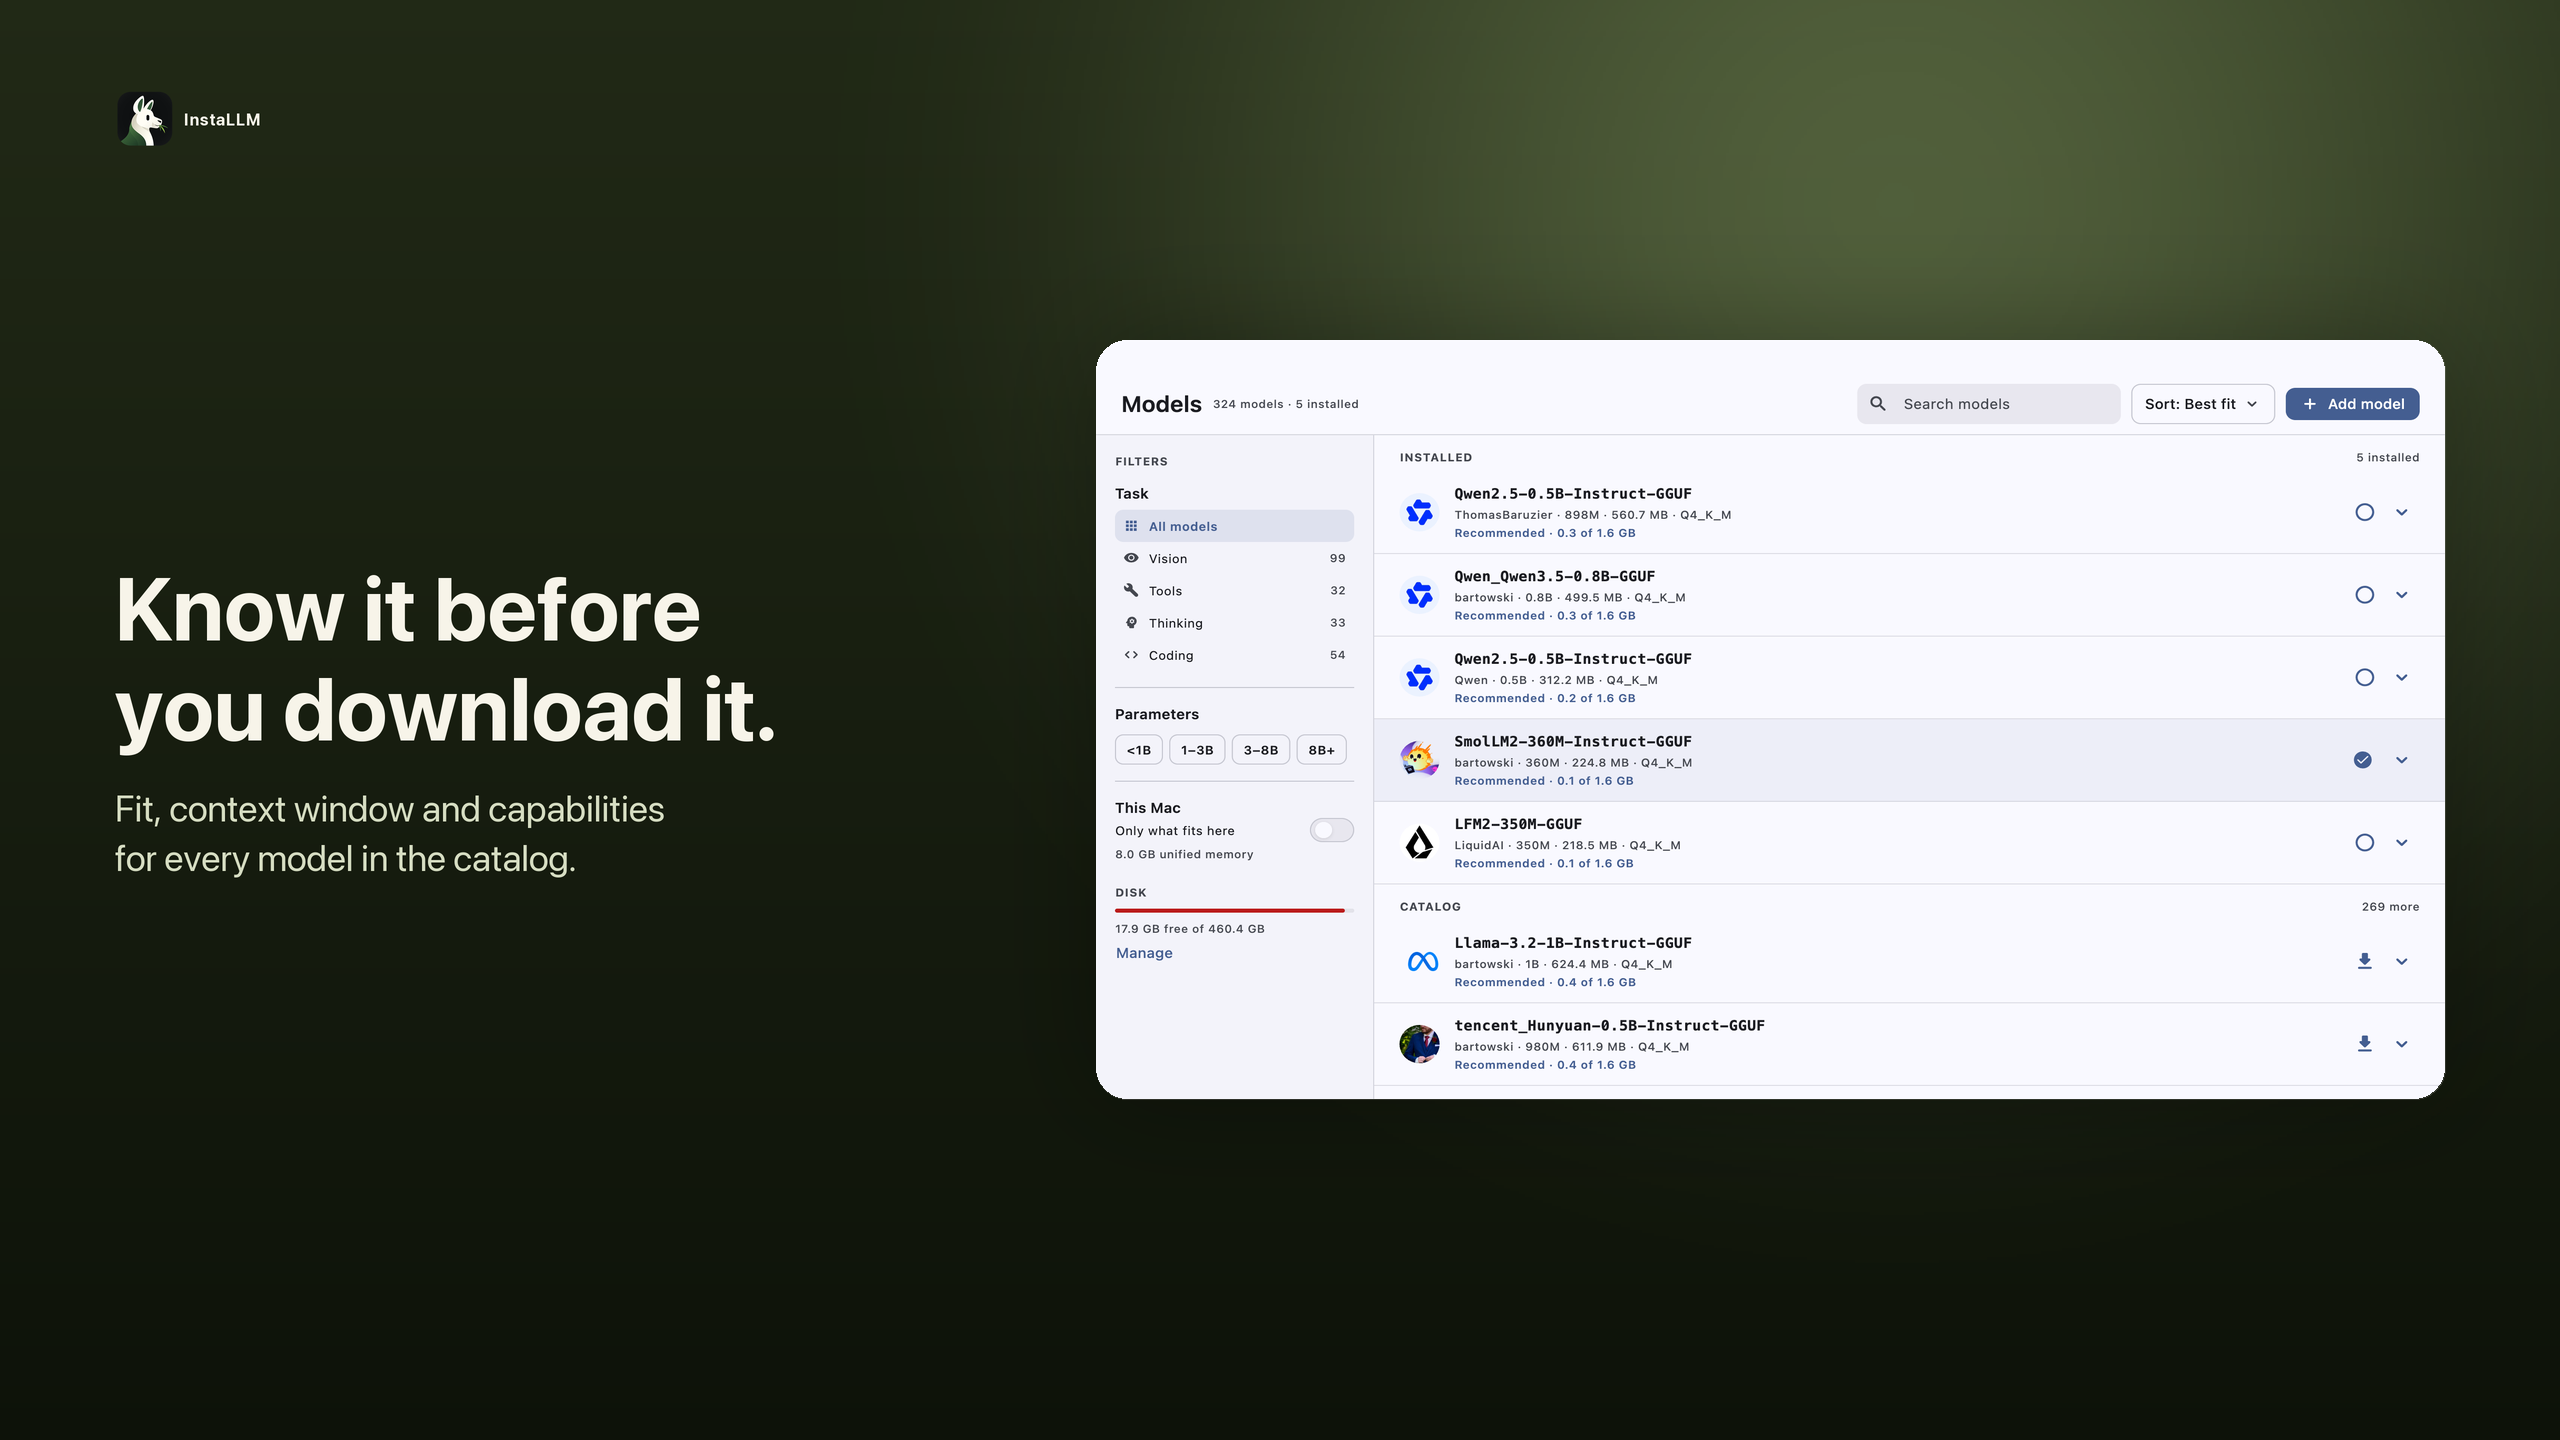 InstaLLM
Know it before
you download it.
Fit, context window and capabilities
for every model in the catalog.
Models 324 models · 5 installed
Search models
Sort: Best fit
+ Add model
FILTERS
Task
All models
Vision 99
Tools 32
Thinking 33
Coding 54
Parameters
<1B 1–3B 3–8B 8B+
This Mac
Only what fits here
8.0 GB unified memory
DISK
17.9 GB free of 460.4 GB
Manage
INSTALLED 5 installed
Qwen2.5-0.5B-Instruct-GGUF
ThomasBaruzier · 898M · 560.7 MB · Q4_K_M
Recommended · 0.3 of 1.6 GB
Qwen_Qwen3.5-0.8B-GGUF
bartowski · 0.8B · 499.5 MB · Q4_K_M
Recommended · 0.3 of 1.6 GB
Qwen2.5-0.5B-Instruct-GGUF
Qwen · 0.5B · 312.2 MB · Q4_K_M
Recommended · 0.2 of 1.6 GB
SmolLM2-360M-Instruct-GGUF
bartowski · 360M · 224.8 MB · Q4_K_M
Recommended · 0.1 of 1.6 GB
LFM2-350M-GGUF
LiquidAI · 350M · 218.5 MB · Q4_K_M
Recommended · 0.1 of 1.6 GB
CATALOG 269 more
Llama-3.2-1B-Instruct-GGUF
bartowski · 1B · 624.4 MB · Q4_K_M
Recommended · 0.4 of 1.6 GB
tencent_Hunyuan-0.5B-Instruct-GGUF
bartowski · 980M · 611.9 MB · Q4_K_M
Recommended · 0.4 of 1.6 GB